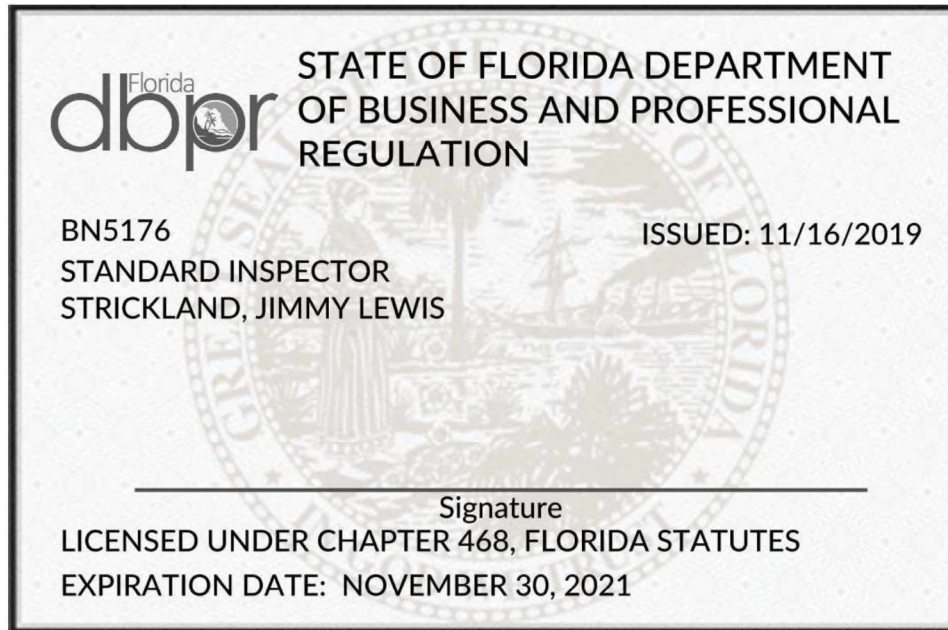 Florida
dbpr
STATE OF FLORIDA DEPARTMENT
OF BUSINESS AND PROFESSIONAL
REGULATION
BN5176
ISSUED: 11/16/2019
STANDARD INSPECTOR
STRICKLAND, JIMMY LEWIS
Signature
LICENSED UNDER CHAPTER 468, FLORIDA STATUTES
EXPIRATION DATE: NOVEMBER 30, 2021